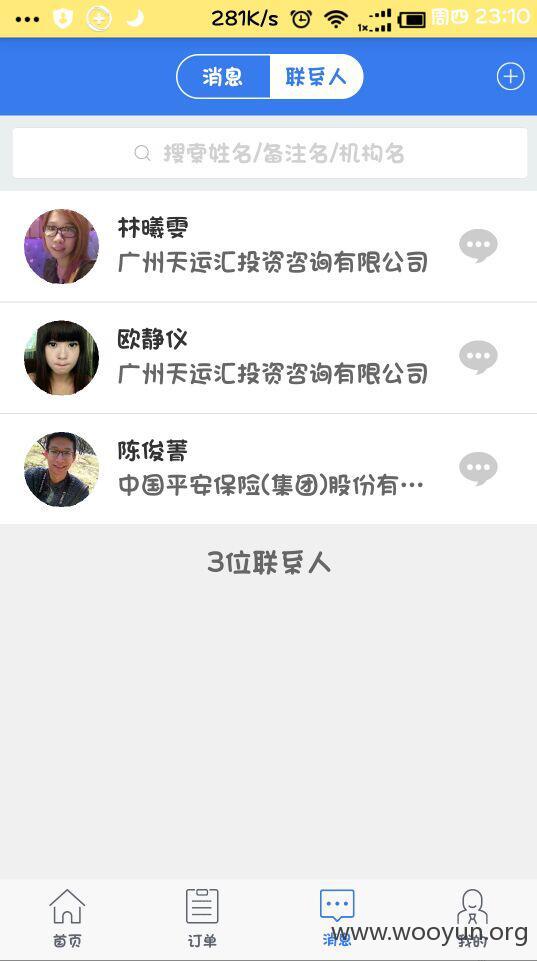 281K/s 1x 周四 23:10
消息 联系人
搜索姓名/备注名/机构名
林曦雯
广州天运汇投资咨询有限公司
欧静仪
广州天运汇投资咨询有限公司
陈俊菁
中国平安保险(集团)股份有…
3位联系人
首页 订单 消息 我的
www.wooyun.org